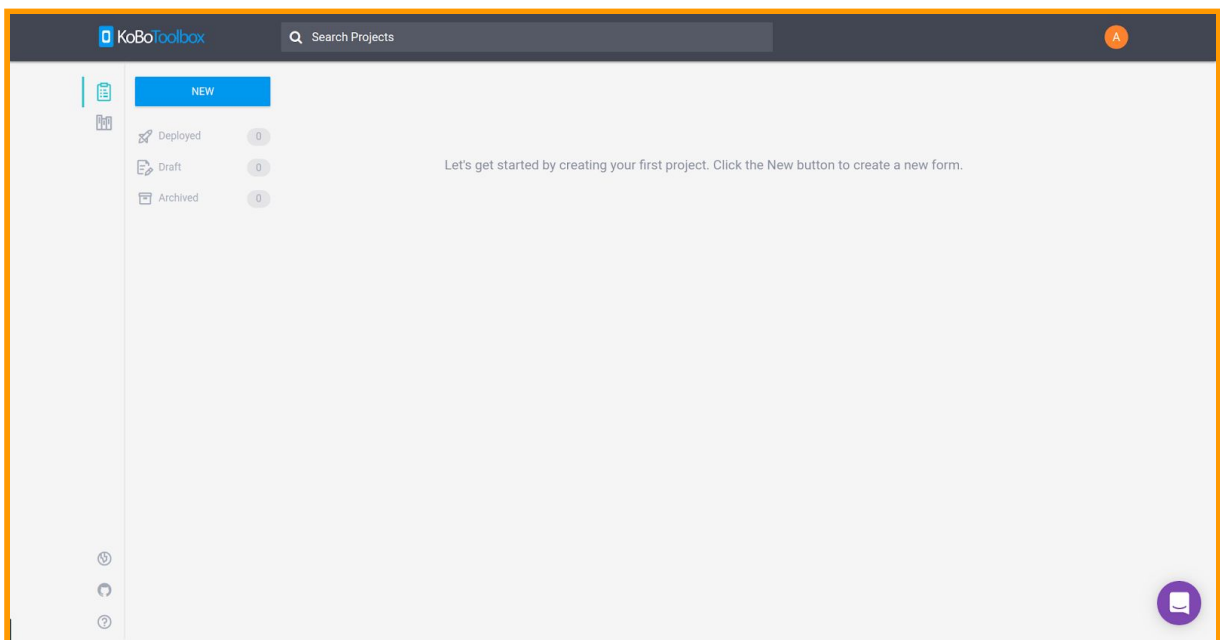 KoBoToolbox
Search Projects
A
NEW
Deployed 0
Draft 0
Let's get started by creating your first project. Click the New button to create a new form.
Archived 0